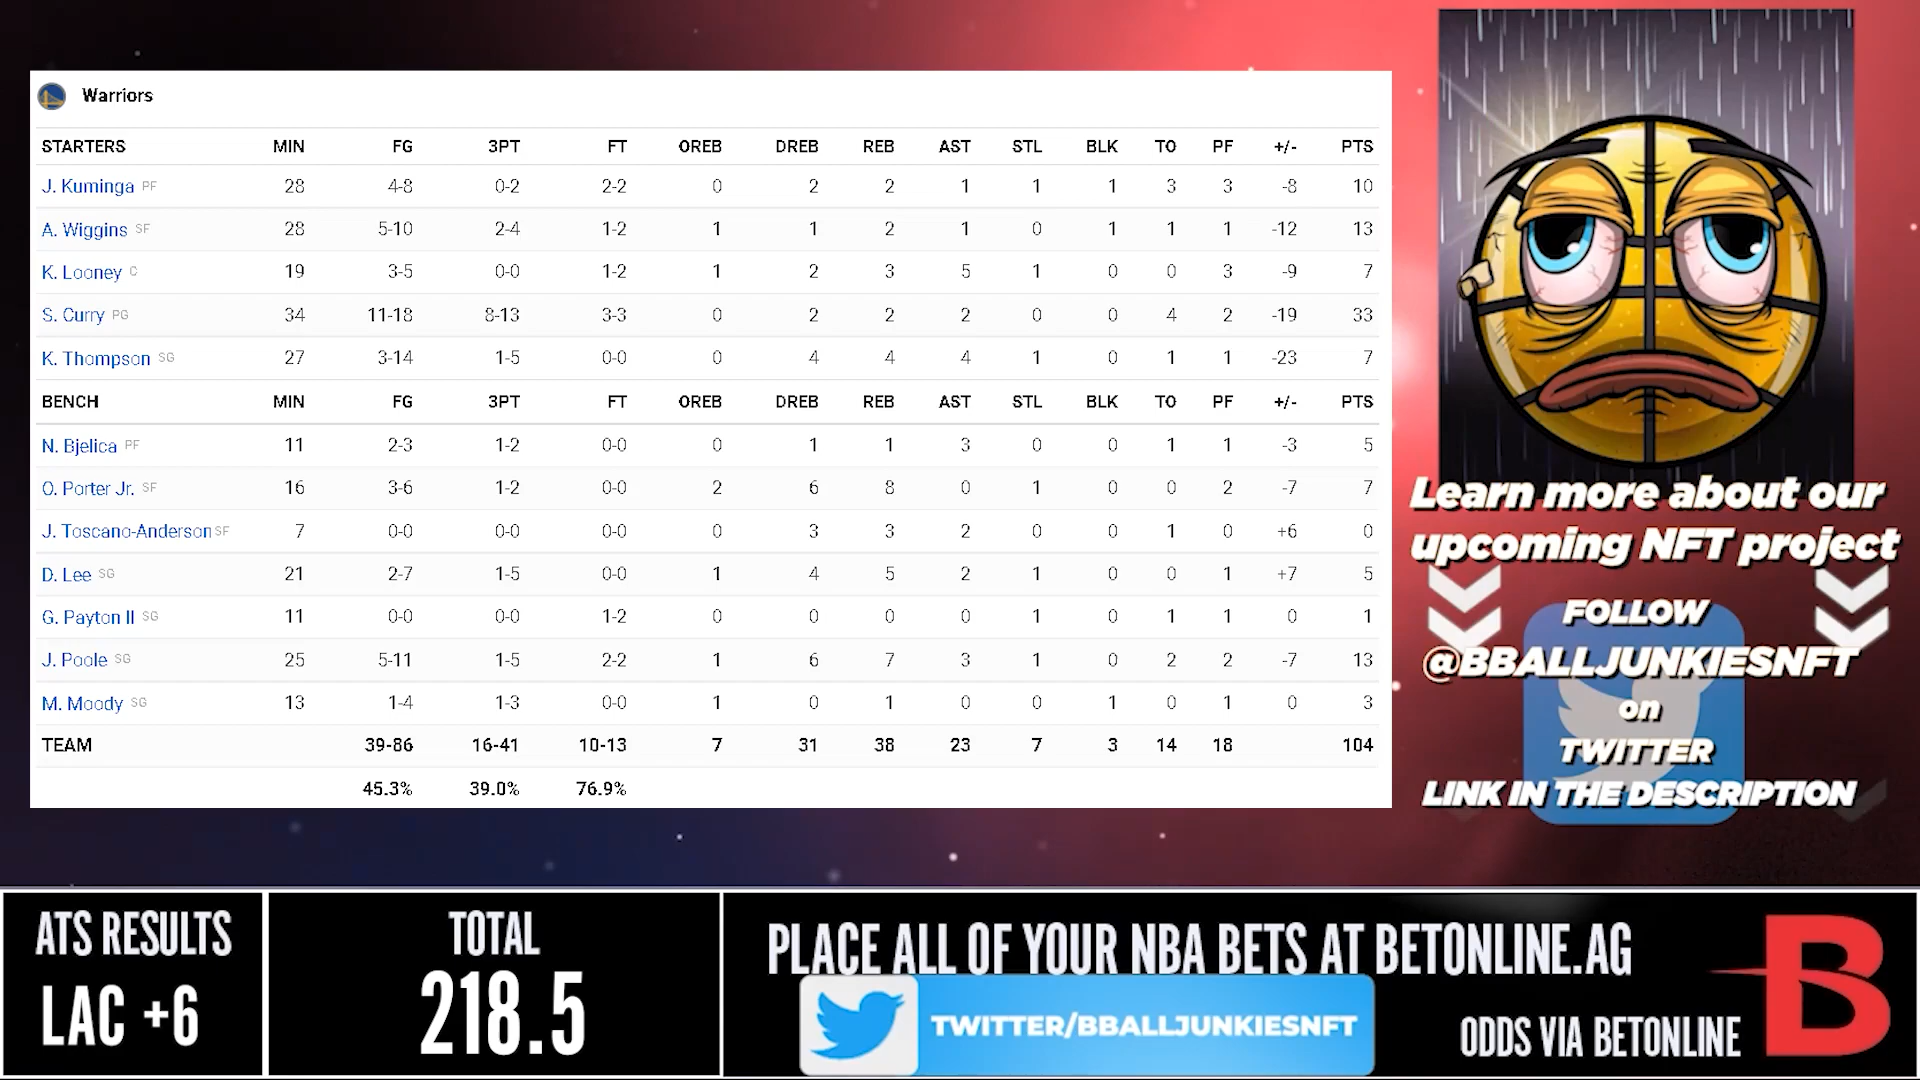 Warriors
STARTERS MIN FG 3PT FT OREB DREB REB AST STL BLK TO PF +/- PTS
J. Kuminga PF 28 4-8 0-2 2-2 0 2 2 1 1 1 3 3 -8 10
A. Wiggins SF 28 5-10 2-4 1-2 1 1 2 1 0 1 1 1 -12 13
K. Looney C 19 3-5 0-0 1-2 1 2 3 5 1 0 0 3 -9 7
S. Curry PG 34 11-18 8-13 3-3 0 2 2 2 0 0 4 2 -19 33
K. Thompson SG 27 3-14 1-5 0-0 0 4 4 4 1 0 1 1 -23 7
BENCH MIN FG 3PT FT OREB DREB REB AST STL BLK TO PF +/- PTS
N. Bjelica PF 11 2-3 1-2 0-0 0 1 1 3 0 0 1 1 -3 5
O. Porter Jr. SF 16 3-6 1-2 0-0 2 6 8 0 1 0 0 2 -7 7
J. Toscano-Anderson SF 7 0-0 0-0 0-0 0 3 3 2 0 0 1 0 +6 0
D. Lee SG 21 2-7 1-5 0-0 1 4 5 2 1 0 0 1 +7 5
G. Payton II SG 11 0-0 0-0 1-2 0 0 0 0 1 0 1 1 0 1
J. Poole SG 25 5-11 1-5 2-2 1 6 7 3 1 0 2 2 -7 13
M. Moody SG 13 1-4 1-3 0-0 1 0 1 0 0 1 0 1 0 3
TEAM 39-86 16-41 10-13 7 31 38 23 7 3 14 18 104
45.3% 39.0% 76.9%
Learn more about our
upcoming NFT project
FOLLOW
@BBALLJUNKIESNFT
on
TWITTER
LINK IN THE DESCRIPTION
ATS RESULTS
LAC +6
TOTAL
218.5
PLACE ALL OF YOUR NBA BETS AT BETONLINE.AG
TWITTER/BBALLJUNKIESNFT
ODDS VIA BETONLINE
B